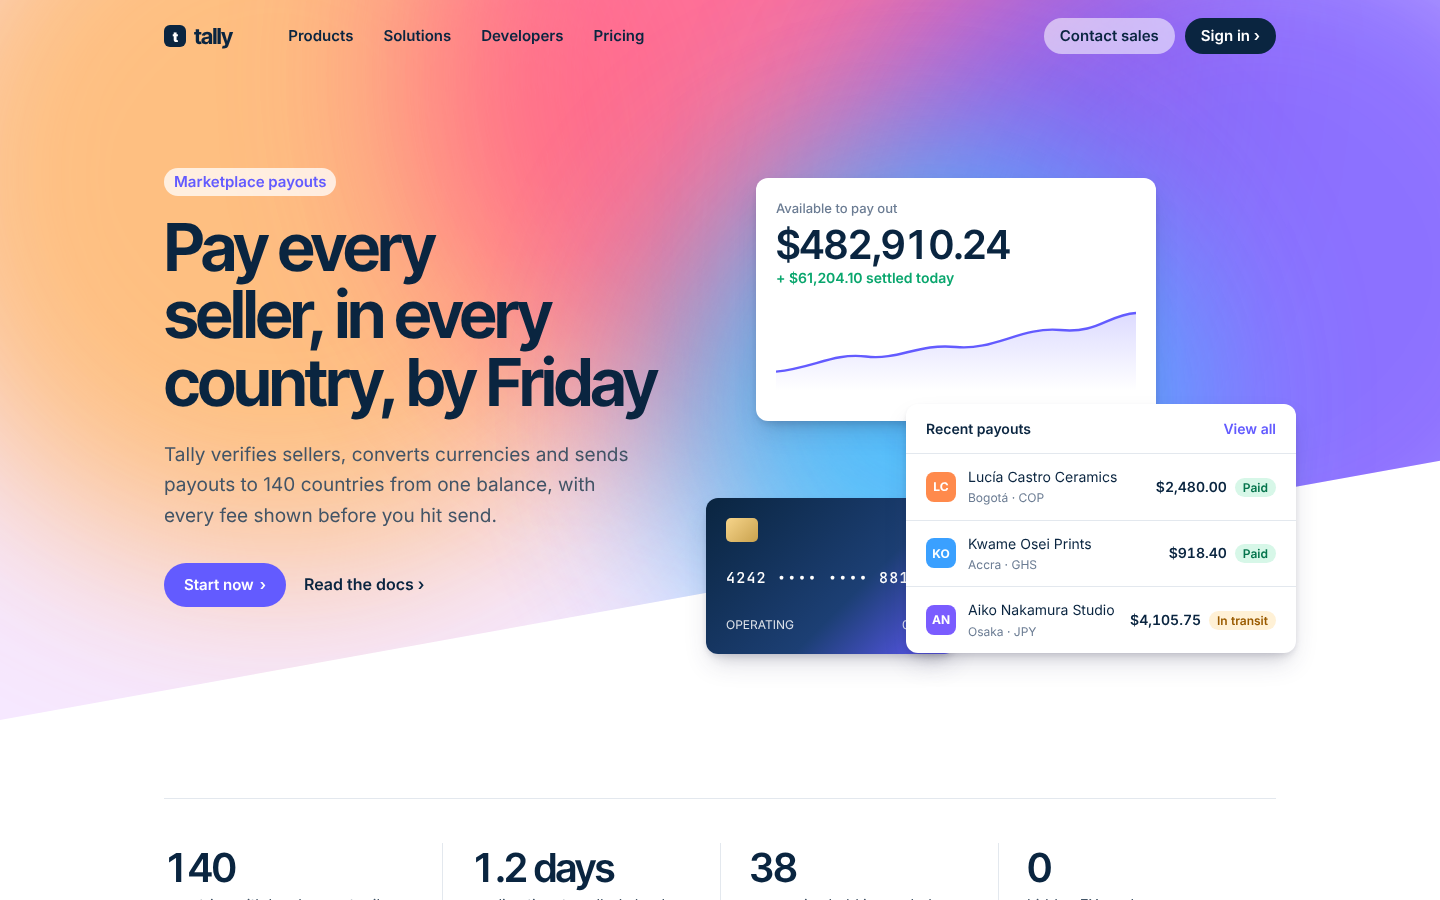 t tally
Products
Solutions
Developers
Pricing
Contact sales
Sign in ›
Marketplace payouts
Pay every
seller, in every
country, by Friday
Tally verifies sellers, converts currencies and sends
payouts to 140 countries from one balance, with
every fee shown before you hit send.
Start now ›
Read the docs ›
Available to pay out
$482,910.24
+ $61,204.10 settled today
4242 •••• •••• 881
OPERATING
Recent payouts
View all
LC
Lucía Castro Ceramics
Bogotá · COP
$2,480.00
Paid
KO
Kwame Osei Prints
Accra · GHS
$918.40
Paid
AN
Aiko Nakamura Studio
Osaka · JPY
$4,105.75
In transit
140
1.2 days
38
0